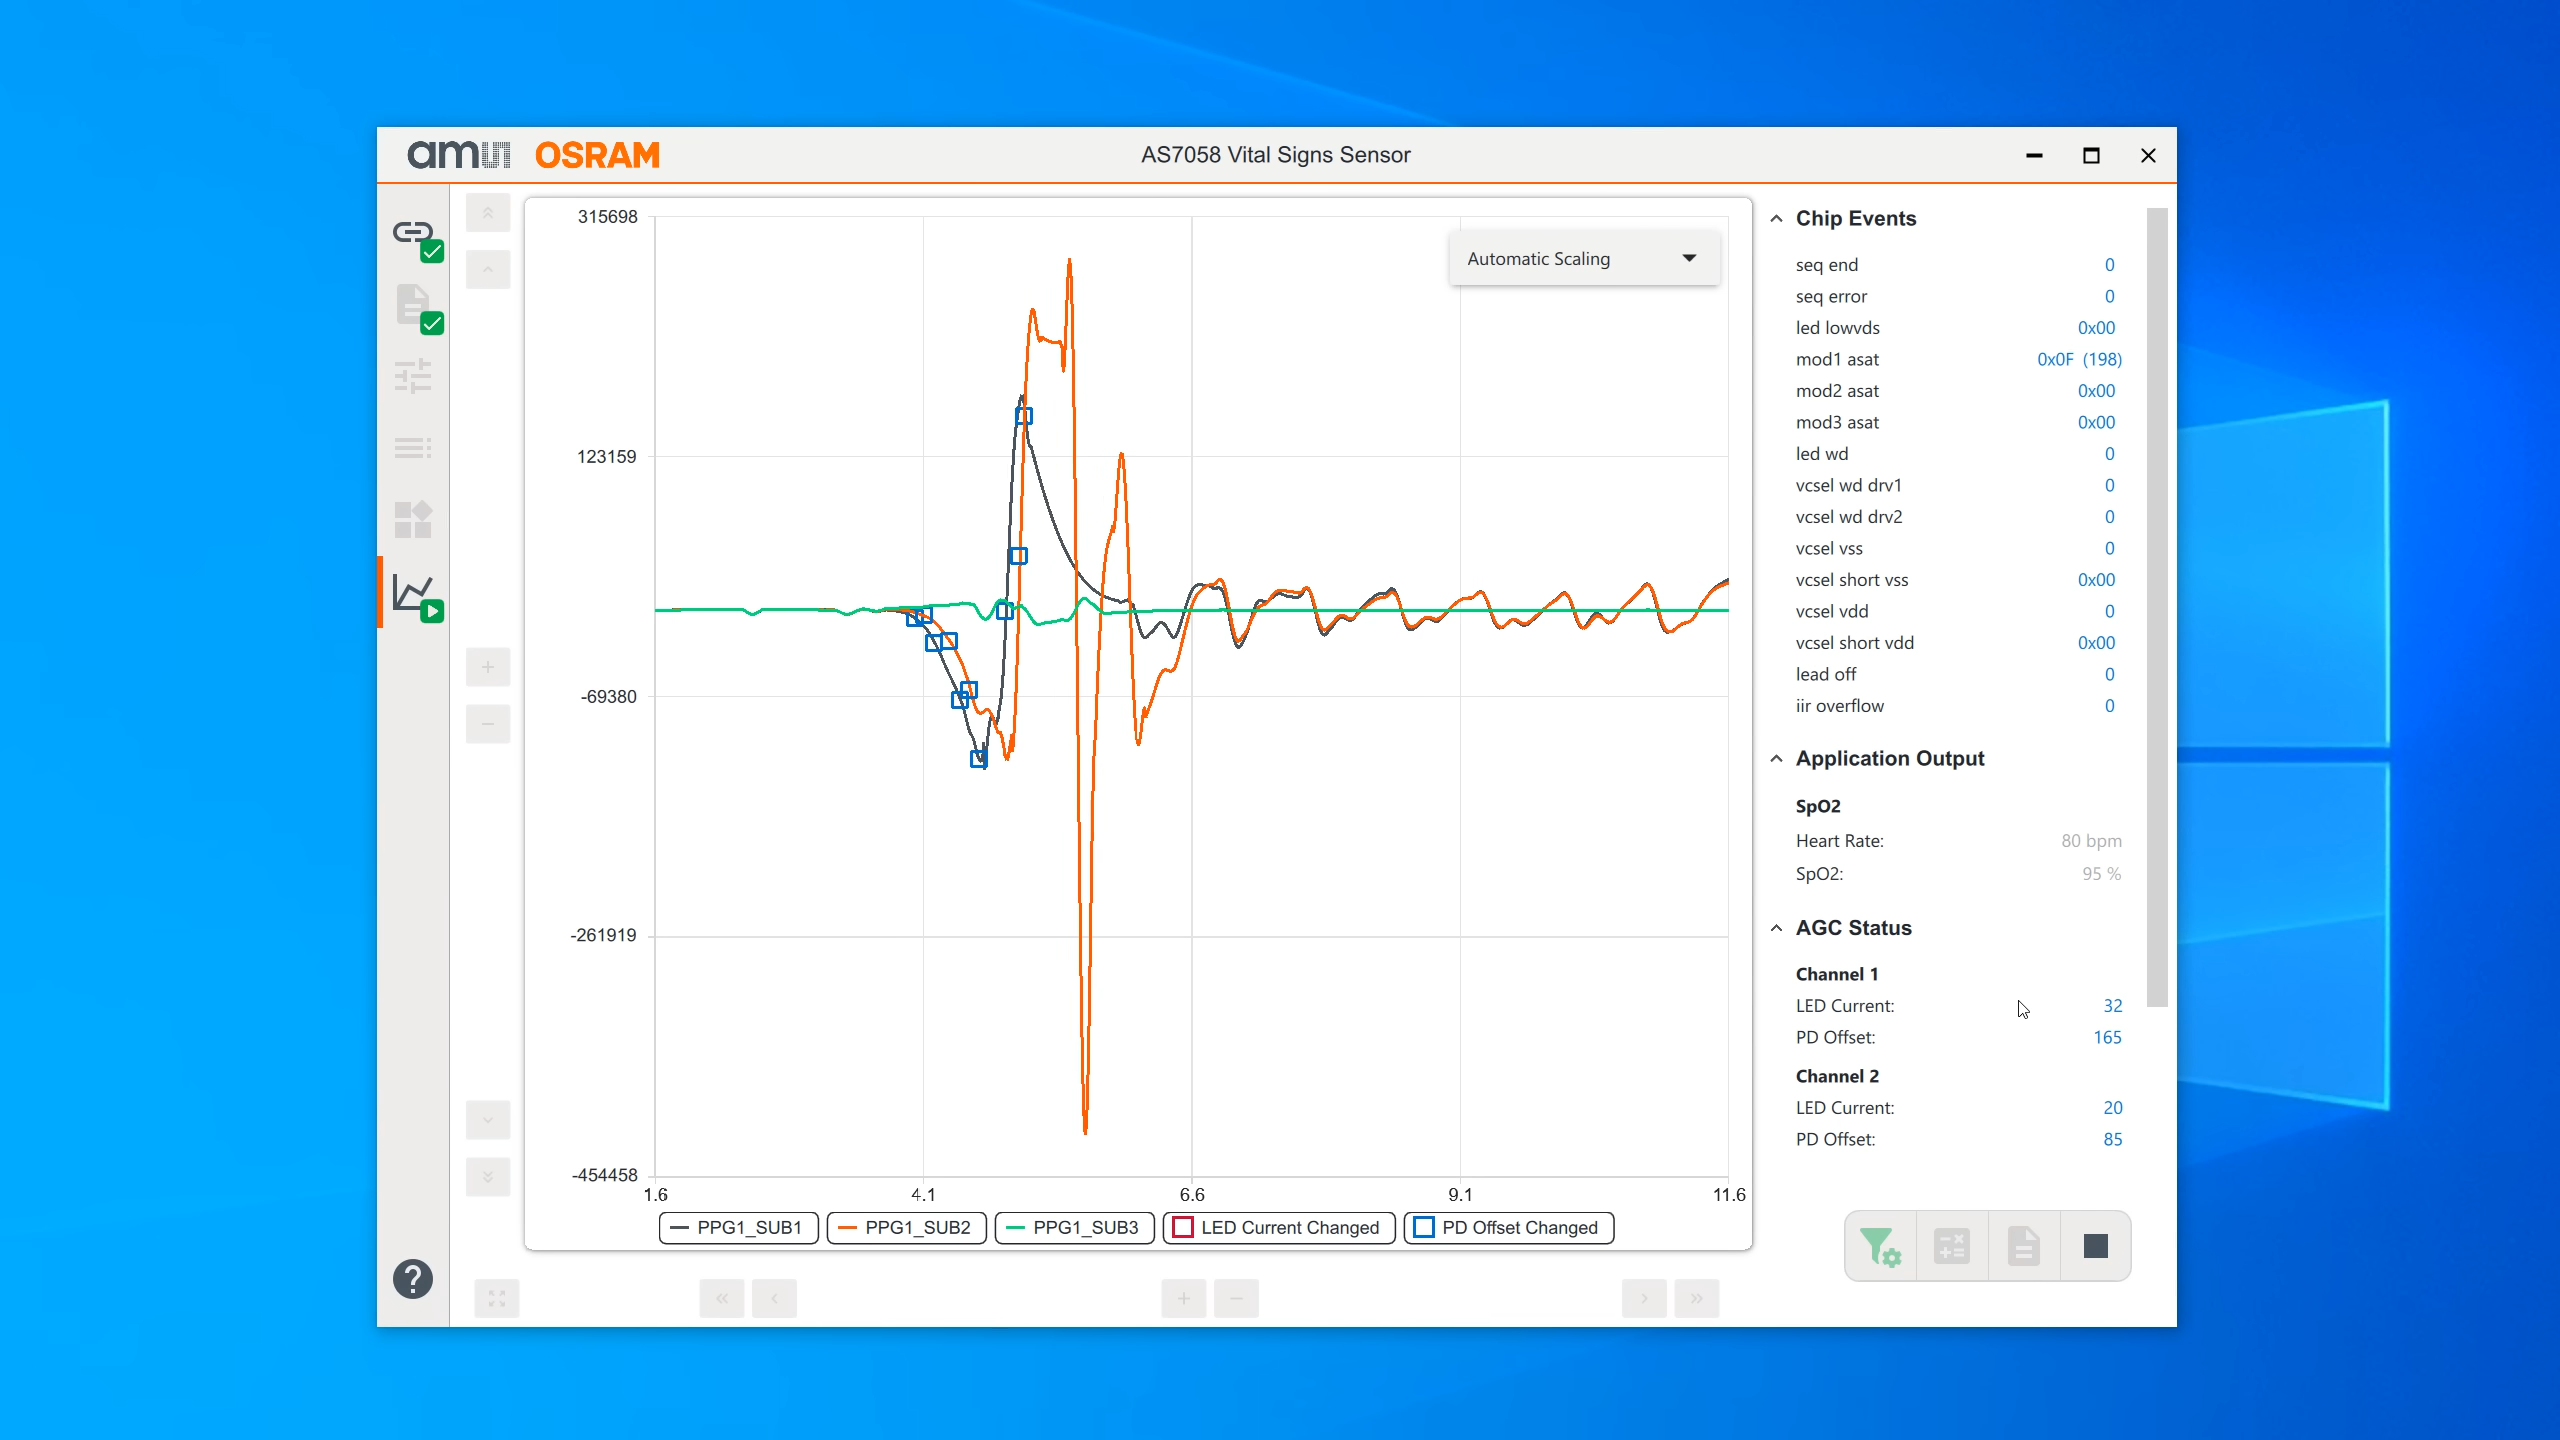 amu OSRAM
AS7058 Vital Signs Sensor
315698
123159
-69380
-261919
-454458
1.6
4.1
6.6
9.1
11.6
Automatic Scaling
PPG1_SUB1
PPG1_SUB2
PPG1_SUB3
LED Current Changed
PD Offset Changed
Chip Events
seq end 0
seq error 0
led lowvds 0x00
mod1 asat 0x0F (198)
mod2 asat 0x00
mod3 asat 0x00
led wd 0
vcsel wd drv1 0
vcsel wd drv2 0
vcsel vss 0
vcsel short vss 0x00
vcsel vdd 0
vcsel short vdd 0x00
lead off 0
iir overflow 0
Application Output
SpO2
Heart Rate: 80 bpm
SpO2: 95 %
AGC Status
Channel 1
LED Current: 32
PD Offset: 165
Channel 2
LED Current: 20
PD Offset: 85